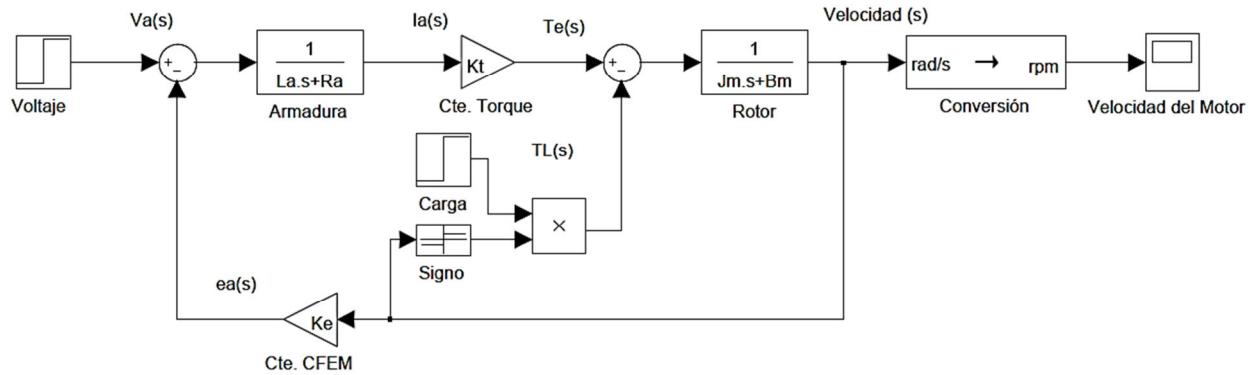 Va(s)
Ia(s)
Te(s)
Velocidad (s)
+
−
1
La.s+Ra
Kt
+
−
1
Jm.s+Bm
rad/s → rpm
Voltaje
Armadura
Cte. Torque
Rotor
Conversión
Velocidad del Motor
TL(s)
Carga
×
Signo
ea(s)
Ke
Cte. CFEM